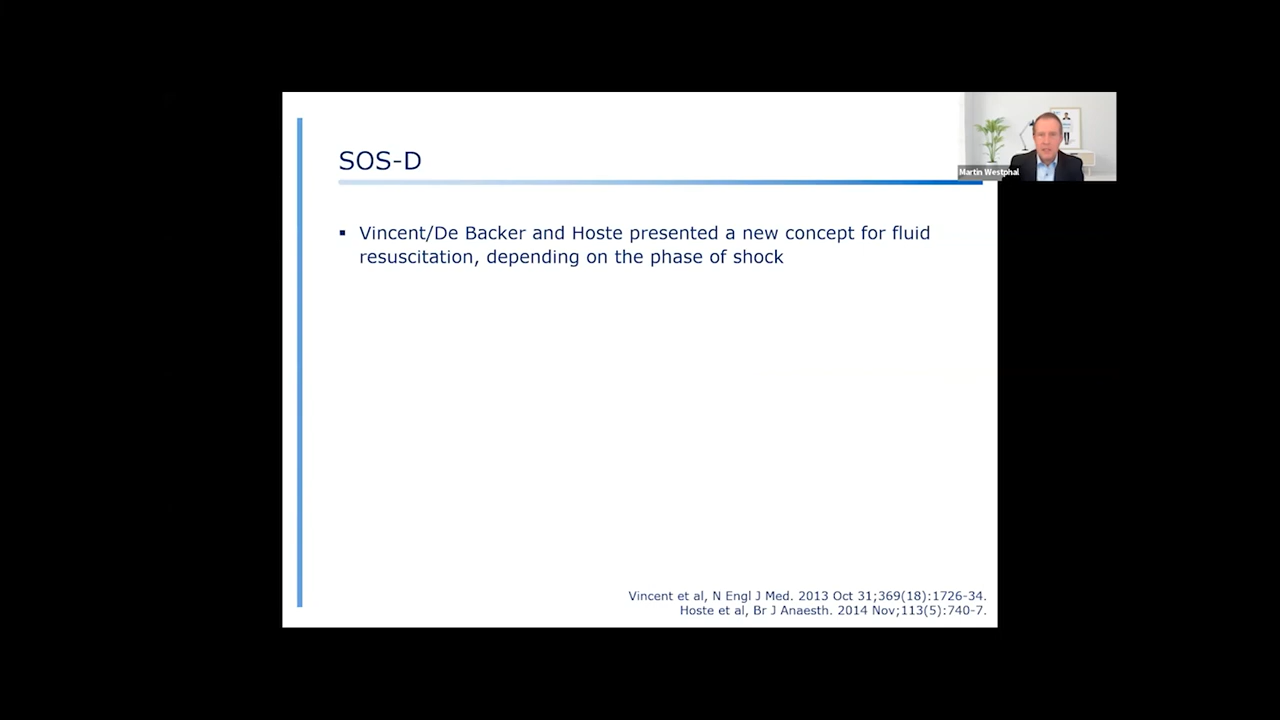 SOS-D
Martin Westphal
▪ Vincent/De Backer and Hoste presented a new concept for fluid
resuscitation, depending on the phase of shock
Vincent et al, N Engl J Med. 2013 Oct 31;369(18):1726-34.
Hoste et al, Br J Anaesth. 2014 Nov;113(5):740-7.